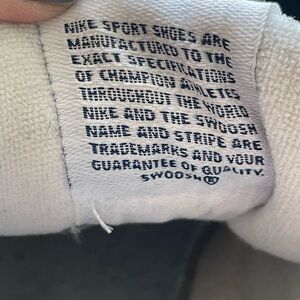 NIKE SPORT SHOES ARE
MANUFACTURED TO THE
EXACT SPECIFICATIONS
OF CHAMPION ATHLETES
THROUGHOUT THE WORLD
NIKE AND THE SWOOSH
NAME AND STRIPE ARE
TRADEMARKS AND YOUR
GUARANTEE OF QUALITY.
SWOOSH®